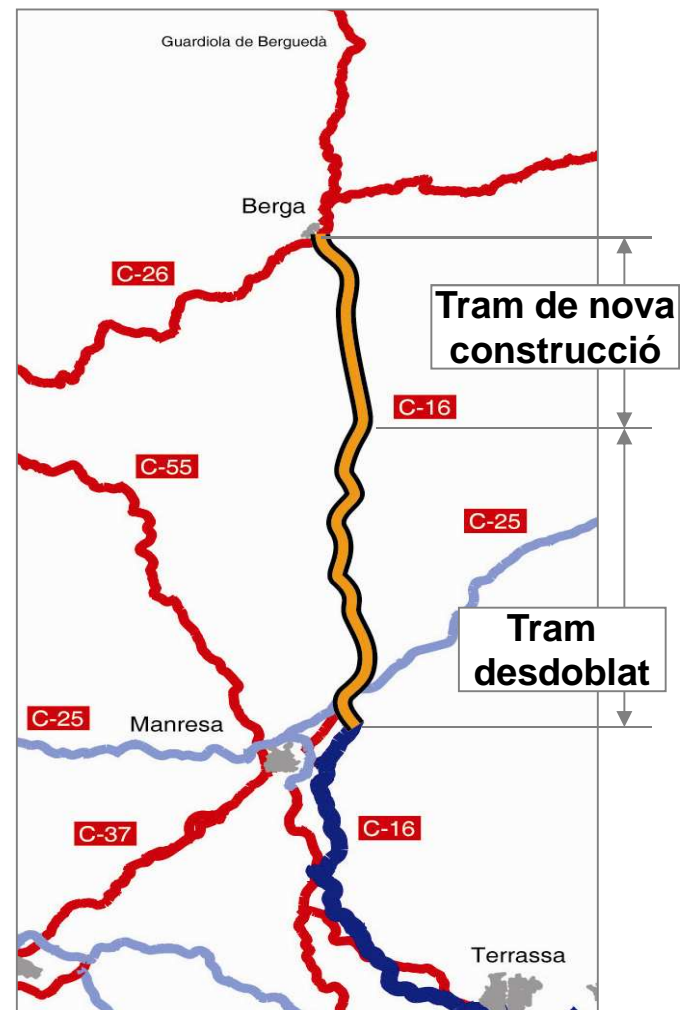 Guardiola de Berguedà
Berga
C-26
Tram de nova
construcció
C-16
C-55
C-25
Tram
desdoblat
C-25
Manresa
C-37
C-16
Terrassa